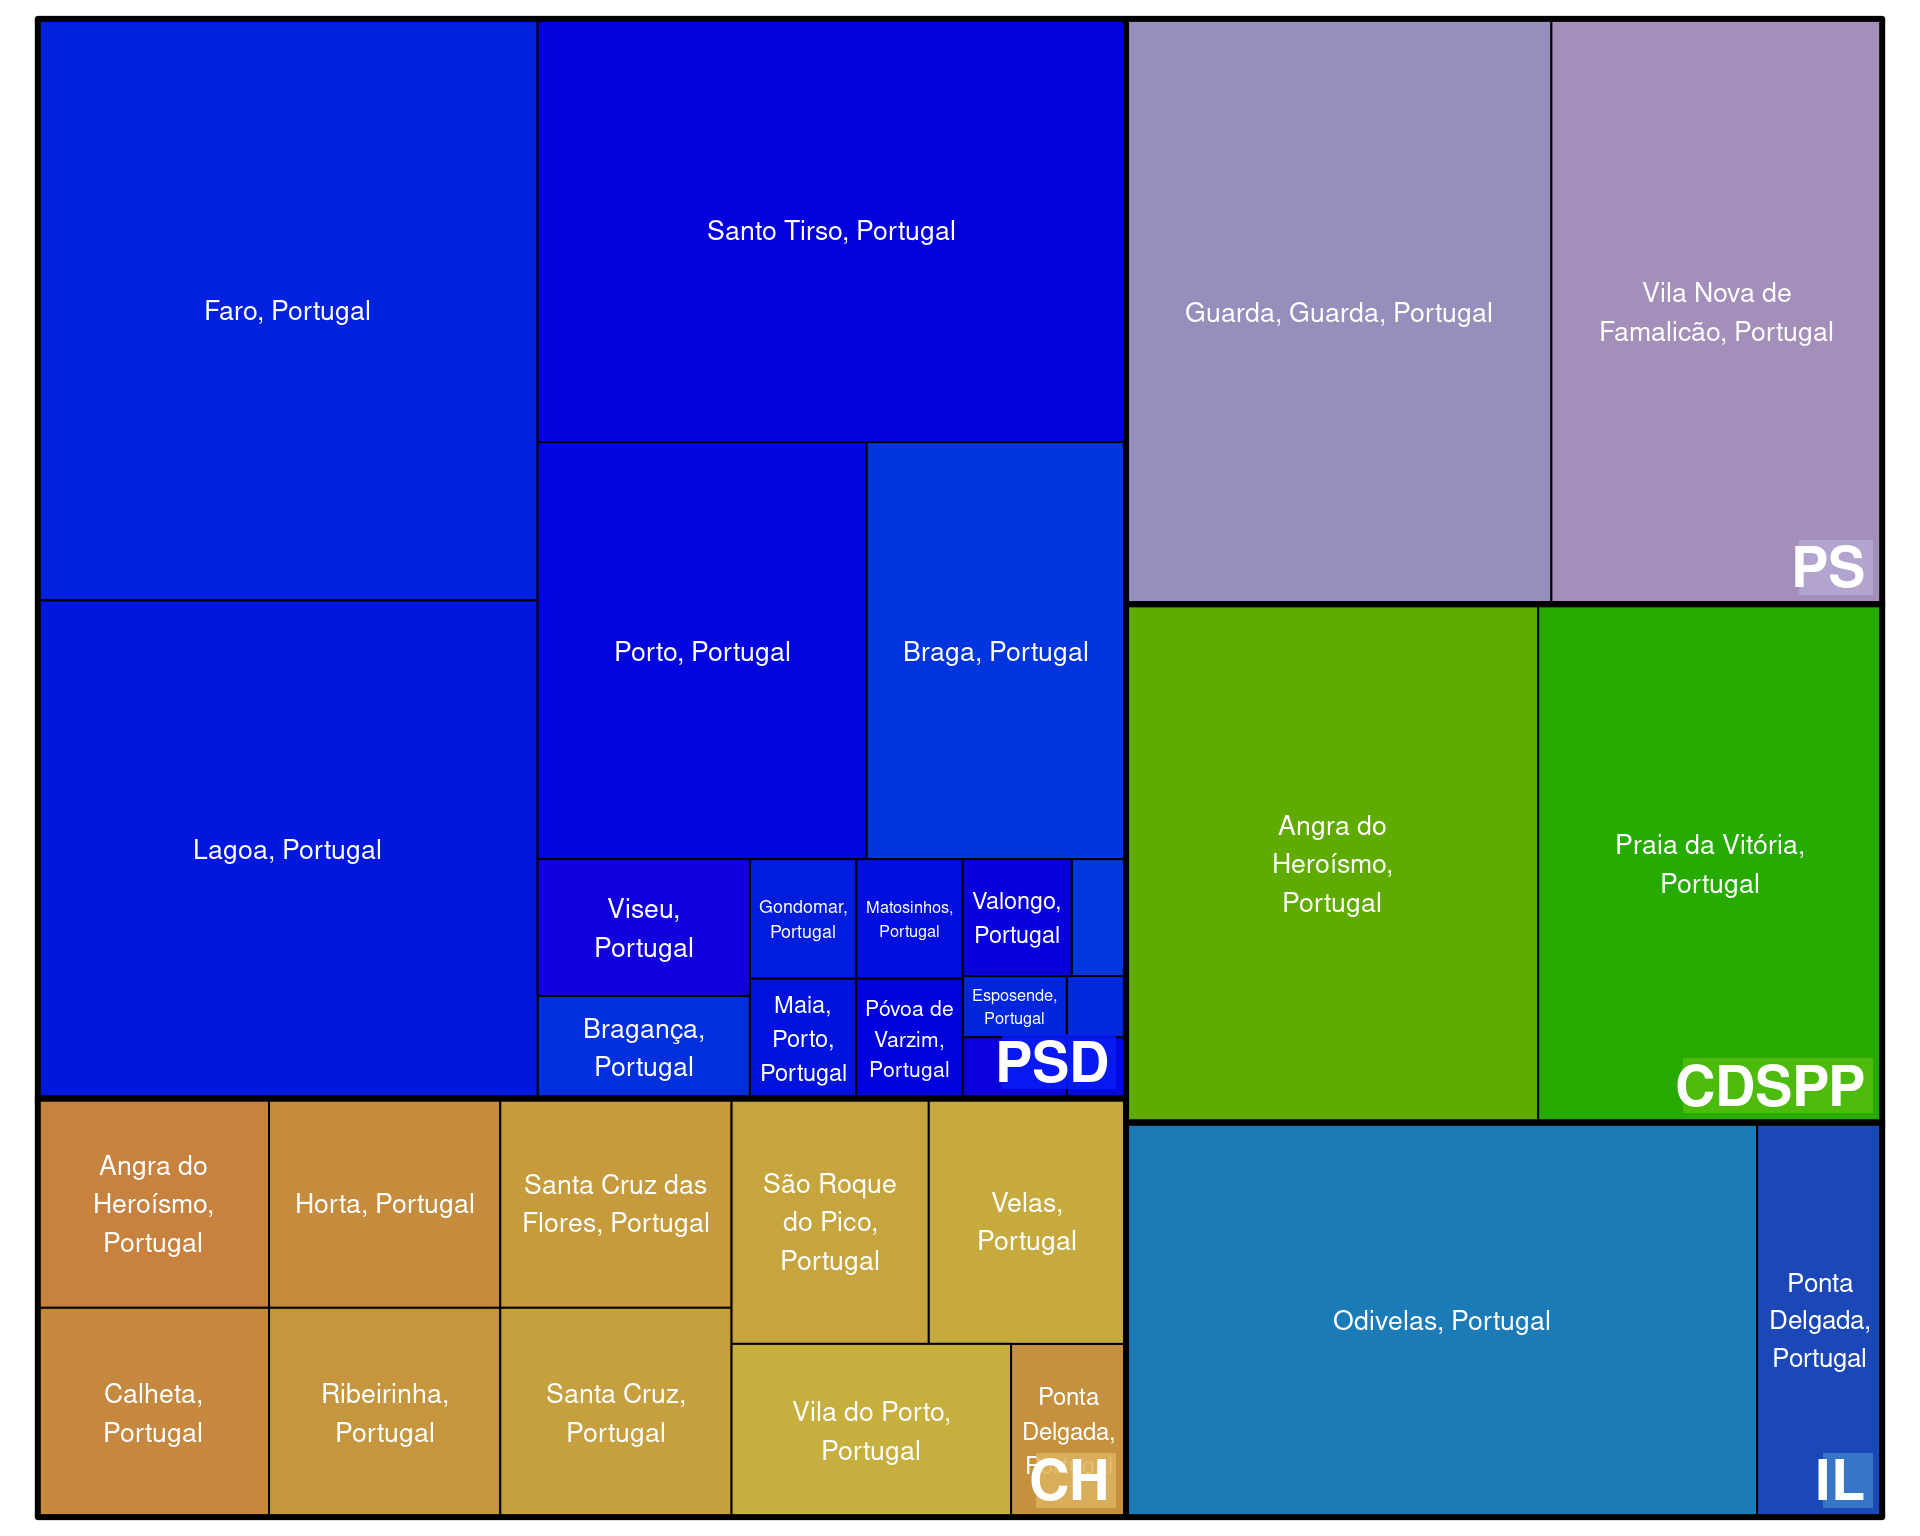 Faro, Portugal
Santo Tirso, Portugal
Lagoa, Portugal
Porto, Portugal
Braga, Portugal
Viseu,
Portugal
Bragança,
Portugal
Gondomar,
Portugal
Matosinhos,
Portugal
Valongo,
Portugal
Maia,
Porto,
Portugal
Póvoa de
Varzim,
Portugal
Esposende,
Portugal
PSD
Guarda, Guarda, Portugal
Vila Nova de
Famalicão, Portugal
PS
Angra do
Heroísmo,
Portugal
Praia da Vitória,
Portugal
CDSPP
Angra do
Heroísmo,
Portugal
Horta, Portugal
Santa Cruz das
Flores, Portugal
São Roque
do Pico,
Portugal
Velas,
Portugal
Calheta,
Portugal
Ribeirinha,
Portugal
Santa Cruz,
Portugal
Vila do Porto,
Portugal
Ponta
Delgada,
CH
Odivelas, Portugal
Ponta
Delgada,
Portugal
IL